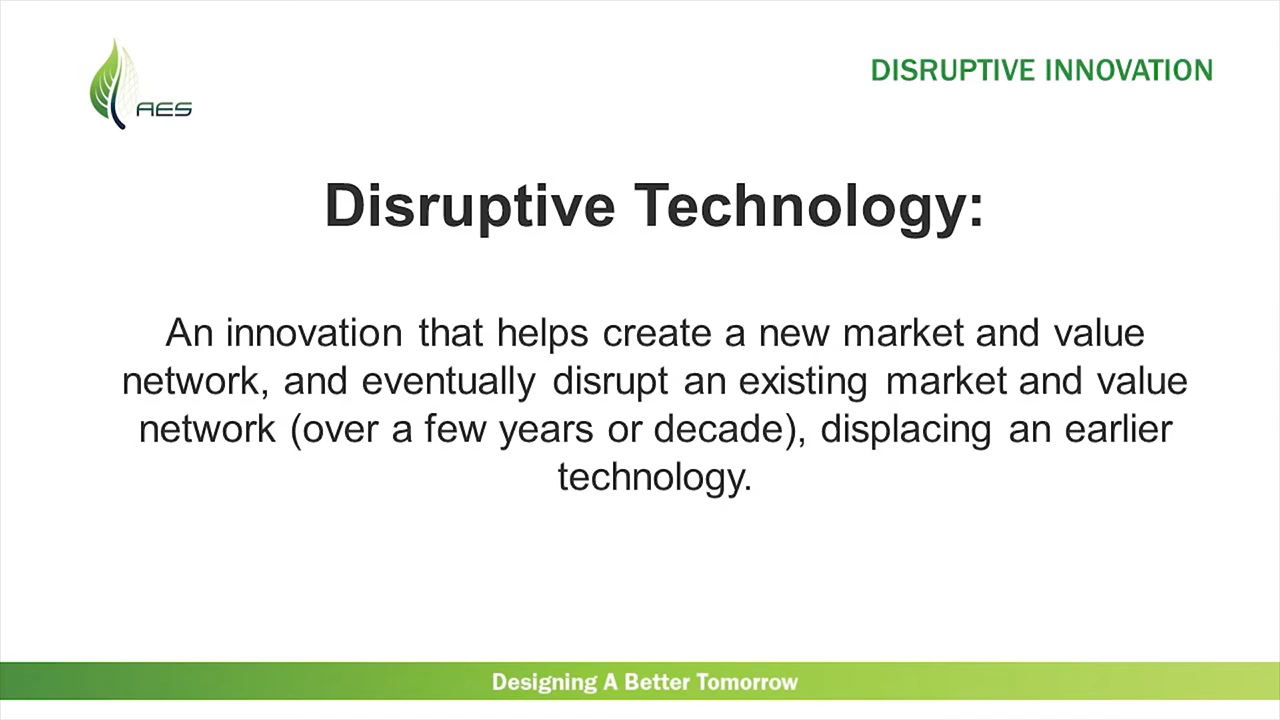 AES
DISRUPTIVE INNOVATION
Disruptive Technology:
An innovation that helps create a new market and value
network, and eventually disrupt an existing market and value
network (over a few years or decade), displacing an earlier
technology.
Designing A Better Tomorrow